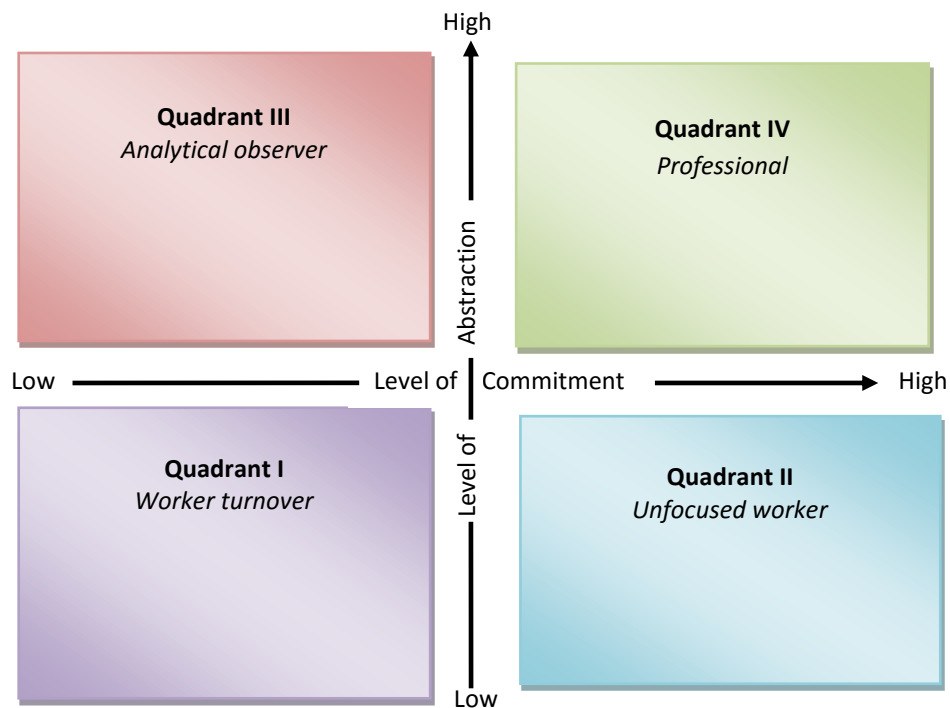 High
Quadrant III
Analytical observer
Quadrant IV
Professional
Abstraction
Low
Level of
Commitment
High
Level of
Quadrant I
Worker turnover
Quadrant II
Unfocused worker
Low